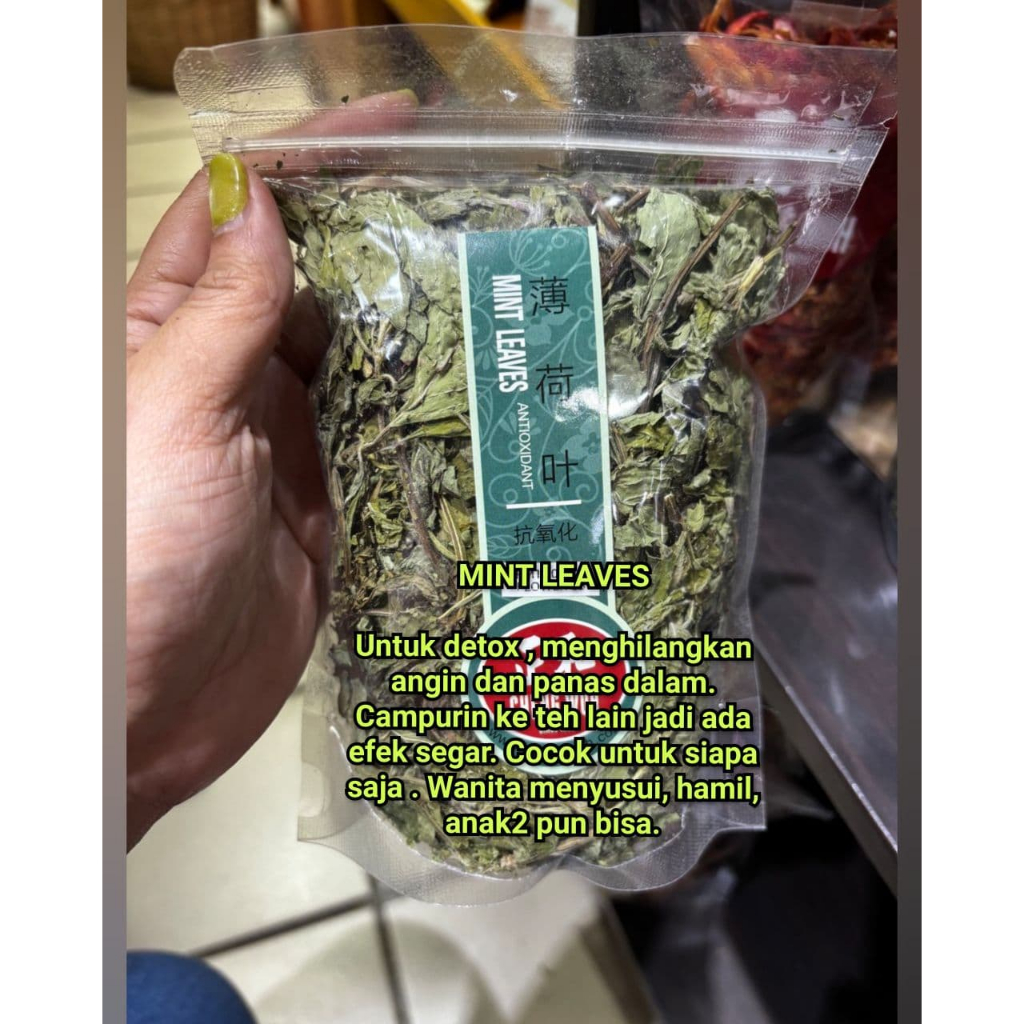 薄荷叶
MINT LEAVES
ANTIOXIDANT
抗氧化
MINT LEAVES
Untuk detox , menghilangkan
angin dan panas dalam.
Campurin ke teh lain jadi ada
efek segar. Cocok untuk siapa
saja . Wanita menyusui, hamil,
anak2 pun bisa.